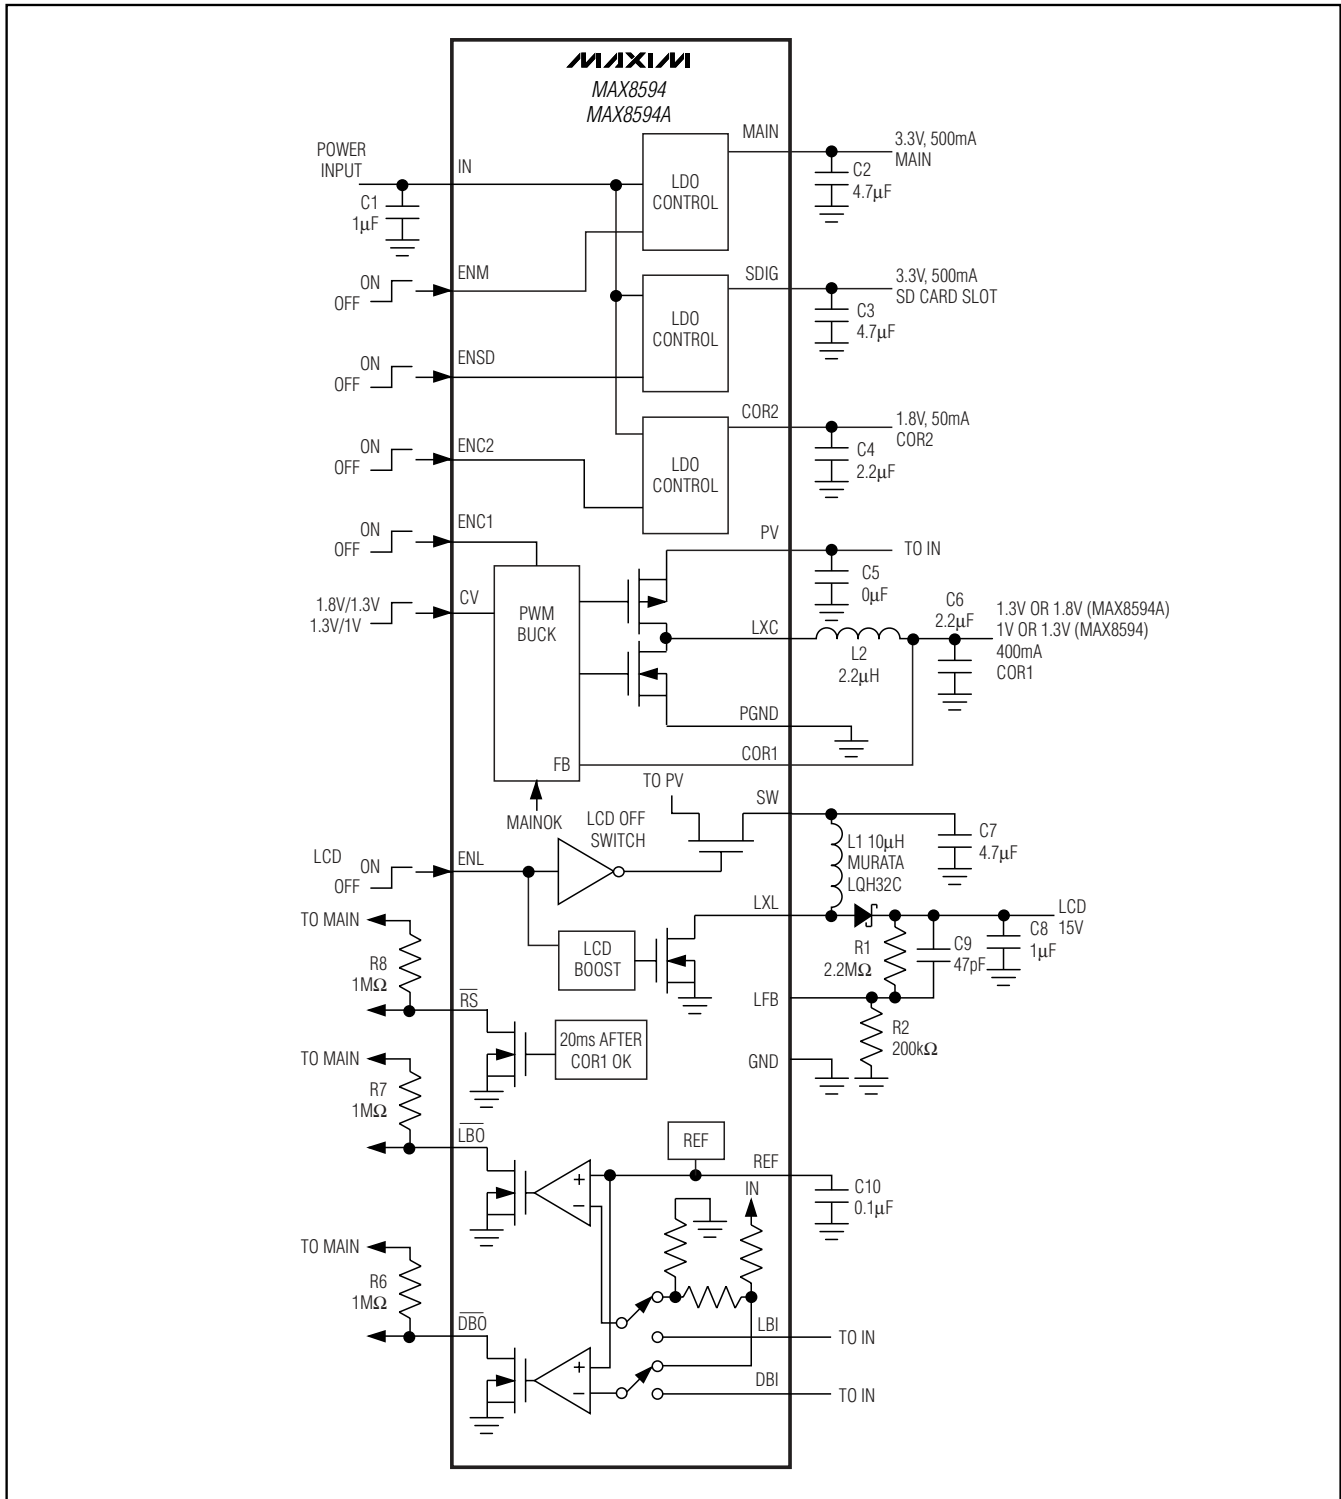 MAXIM
MAX8594
MAX8594A
POWER
INPUT
IN
C1
1µF
LDO
CONTROL
MAIN
3.3V, 500mA
MAIN
C2
4.7µF
ON
OFF
ENM
LDO
CONTROL
SDIG
3.3V, 500mA
SD CARD SLOT
C3
4.7µF
ON
OFF
ENSD
COR2
1.8V, 50mA
COR2
C4
2.2µF
ON
OFF
ENC2
LDO
CONTROL
ON
OFF
ENC1
PV
TO IN
C5
0µF
1.8V/1.3V
1.3V/1V
CV
PWM
BUCK
LXC
L2
2.2µH
C6
2.2µF
1.3V OR 1.8V (MAX8594A)
1V OR 1.3V (MAX8594)
400mA
COR1
PGND
FB
COR1
MAINOK
TO PV
SW
LCD OFF
SWITCH
L1 10µH
MURATA
LQH32C
C7
4.7µF
LCD
ON
OFF
ENL
LXL
LCD
15V
C8
1µF
LCD
BOOST
R1
2.2MΩ
C9
47pF
TO MAIN
R8
1MΩ
RS
LFB
R2
200kΩ
20ms AFTER
COR1 OK
GND
TO MAIN
R7
1MΩ
LBO
REF
REF
C10
0.1µF
+
−
IN
TO MAIN
R6
1MΩ
DBO
LBI
TO IN
+
−
DBI
TO IN